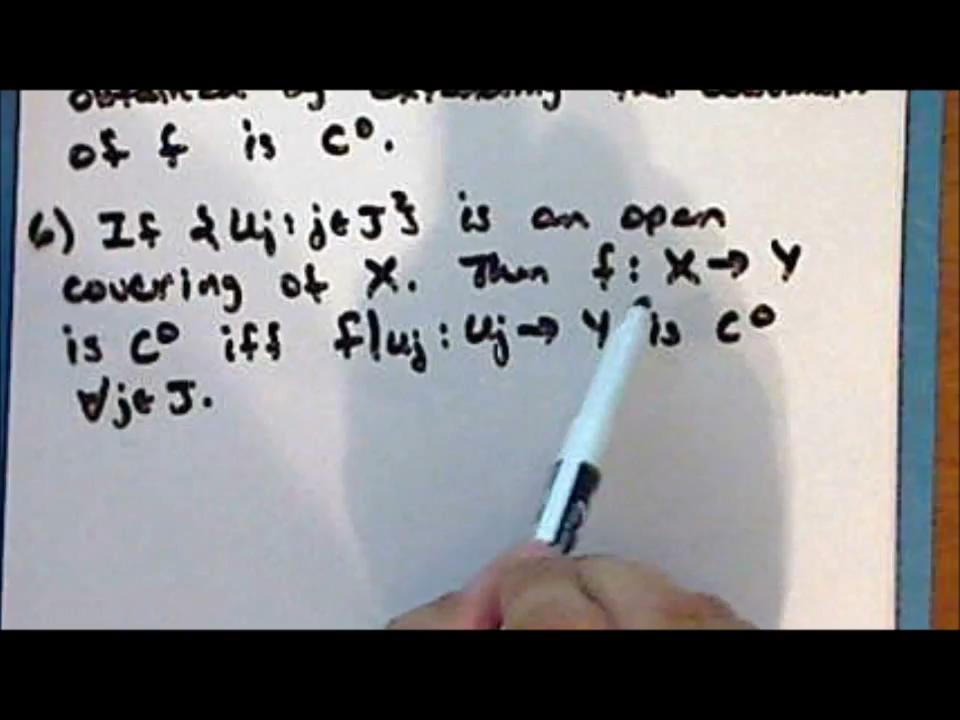 of f is C⁰.
6) If {Uj : j ∈ J} is an open
covering of X. Then f : X → Y
is C⁰ iff f|Uj : Uj → Y is C⁰
∀j ∈ J.